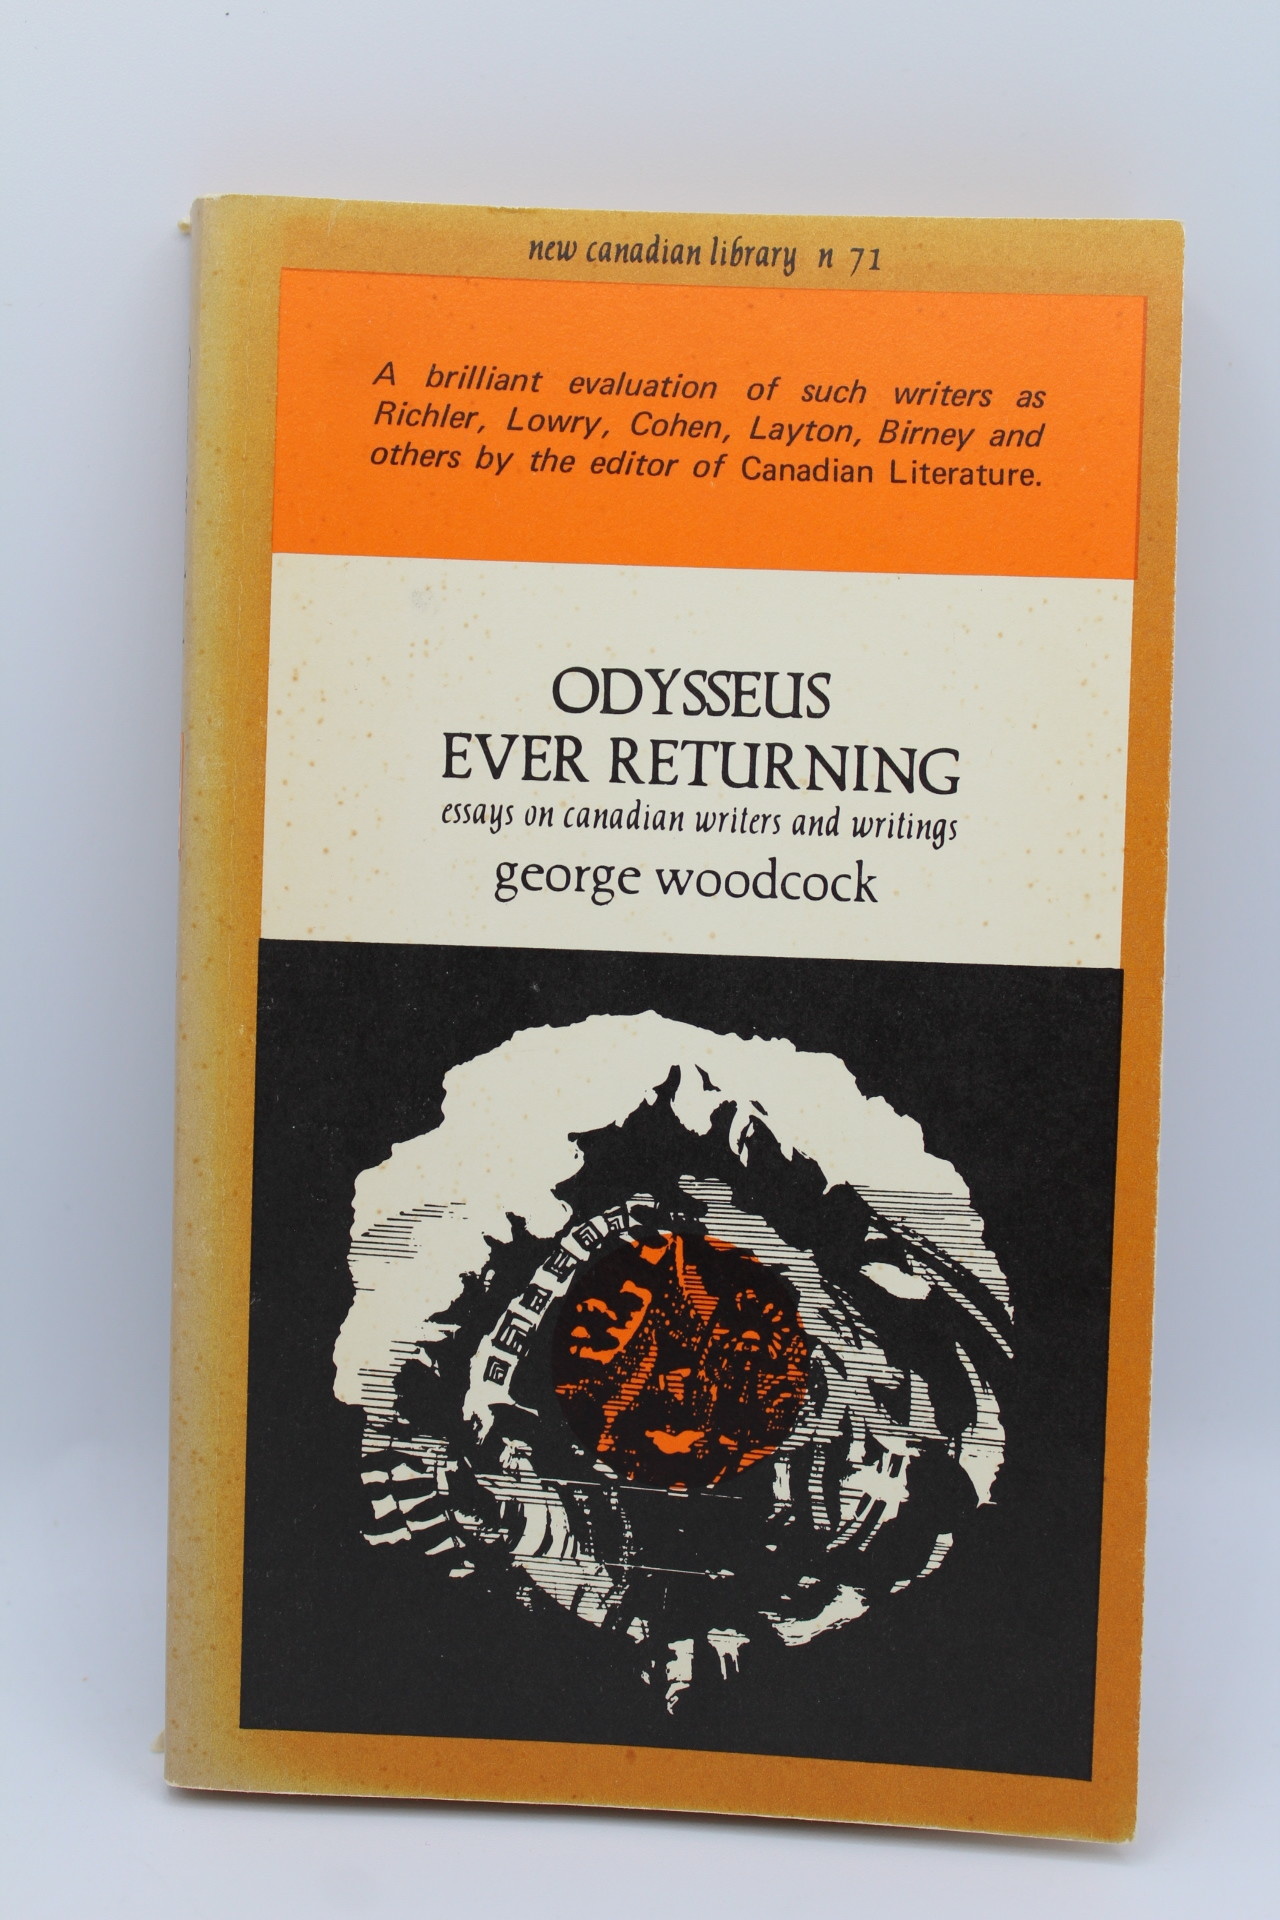 new canadian library n 71
A brilliant evaluation of such writers as
Richler, Lowry, Cohen, Layton, Birney and
others by the editor of Canadian Literature.
ODYSSEUS
EVER RETURNING
essays on canadian writers and writings
george woodcock